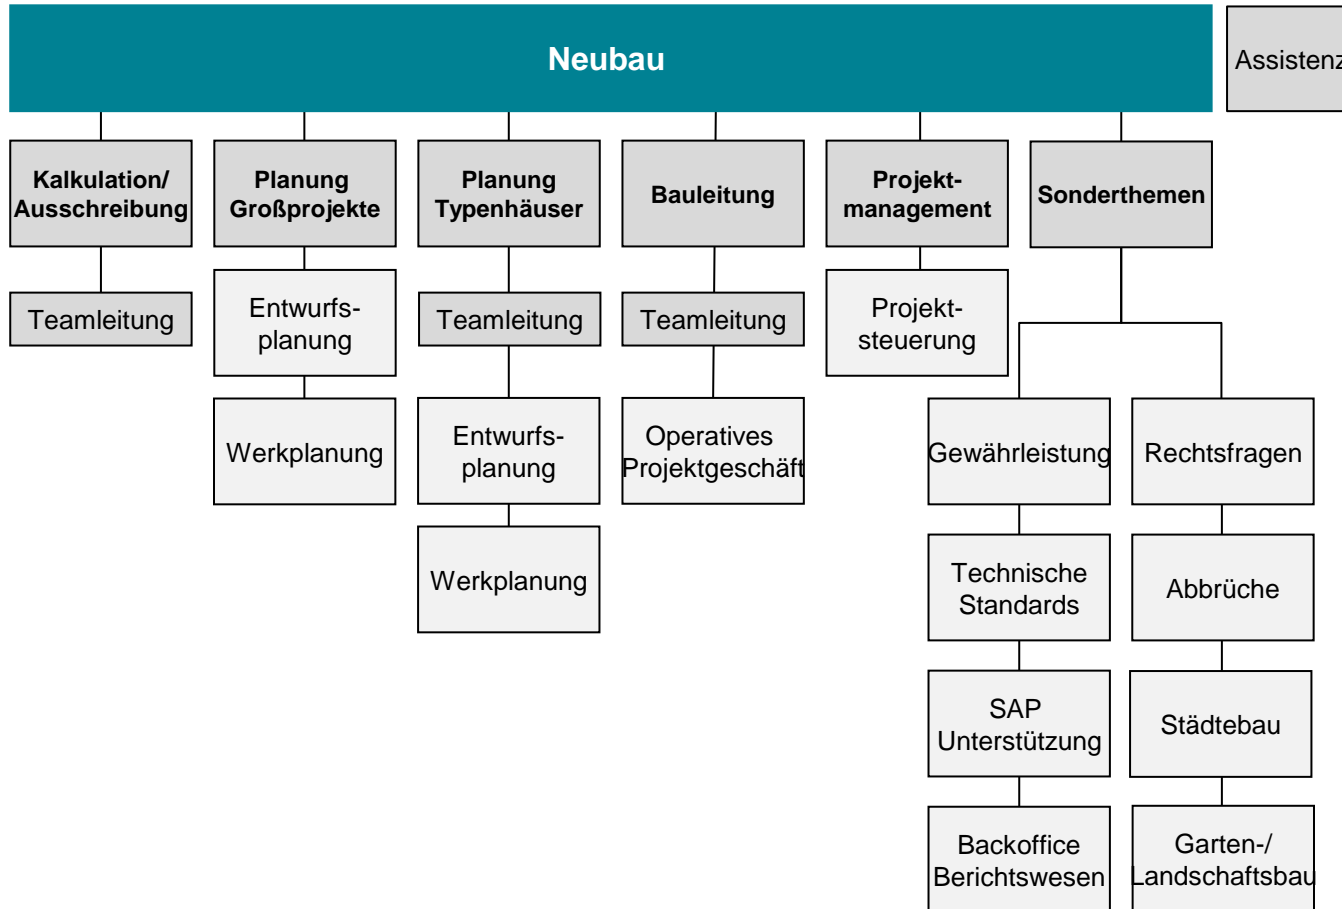 Neubau
Assistenz
Kalkulation/
Ausschreibung
Planung
Großprojekte
Planung
Typenhäuser
Bauleitung
Projekt-
management
Sonderthemen
Teamleitung
Entwurfs-
planung
Teamleitung
Teamleitung
Projekt-
steuerung
Werkplanung
Entwurfs-
planung
Operatives
Projektgeschäft
Gewährleistung
Rechtsfragen
Werkplanung
Technische
Standards
Abbrüche
SAP
Unterstützung
Städtebau
Backoffice
Berichtswesen
Garten-/
Landschaftsbau